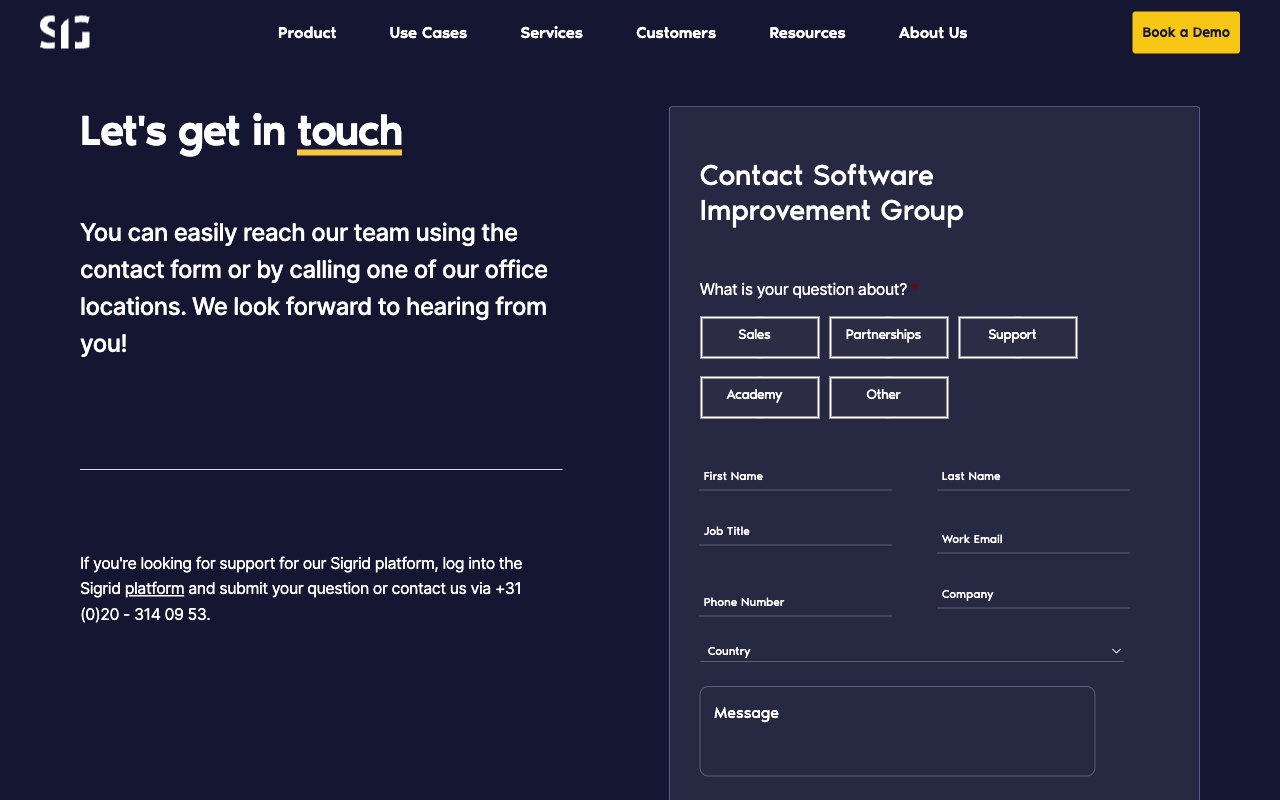 SIG
Product
Use Cases
Services
Customers
Resources
About Us
Book a Demo
Let's get in touch
You can easily reach our team using the
contact form or by calling one of our office
locations. We look forward to hearing from
you!
If you're looking for support for our Sigrid platform, log into the
Sigrid platform and submit your question or contact us via +31
(0)20 - 314 09 53.
Contact Software
Improvement Group
What is your question about? *
Sales
Partnerships
Support
Academy
Other
First Name
Last Name
Job Title
Work Email
Phone Number
Company
Country
Message